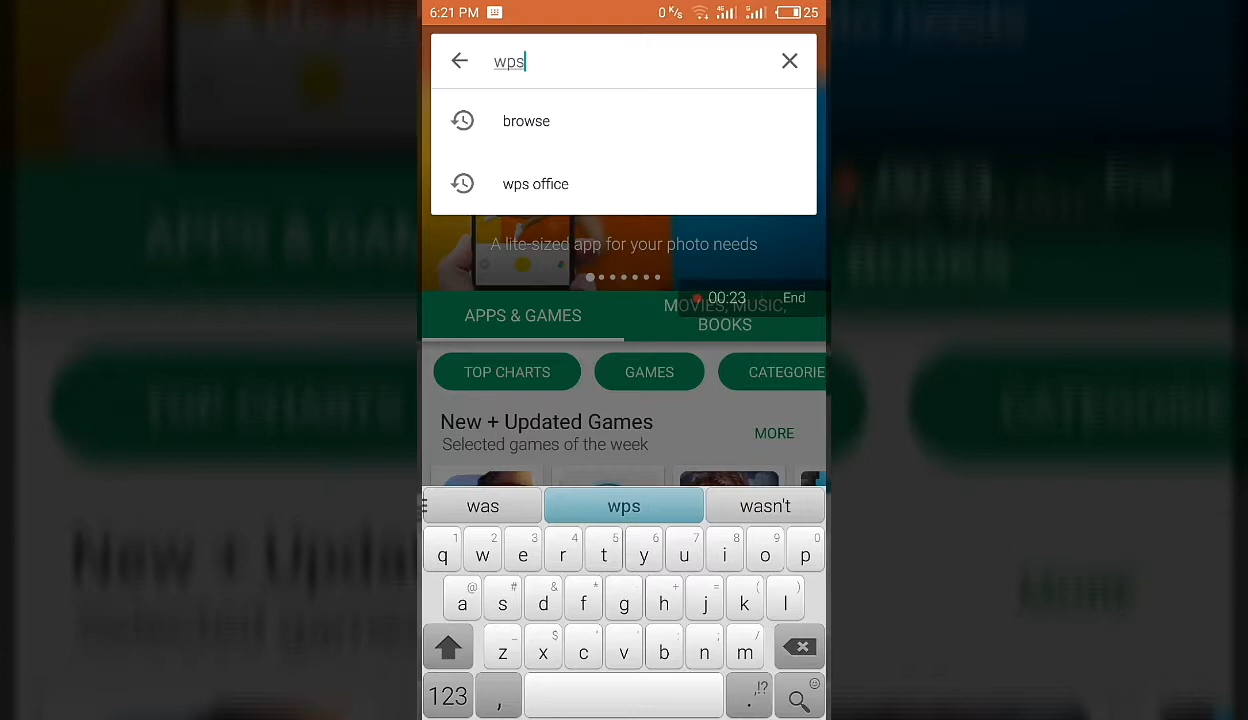 6:21 PM 0 K/s 4G G 25
wps
browse
wps office
A lite-sized app for your photo needs
00:23 End
APPS & GAMES
MOVIES, MUSIC,
BOOKS
TOP CHARTS GAMES CATEGORIE
New + Updated Games
Selected games of the week
MORE
was wps wasn't
1 2 3 4 5 6 7 8 9 0
q w e r t y u i o p
@ # & * - + = ( )
a s d f g h j k l
_ $ " ' : ; /
z x c v b n m
123 , . ,!?